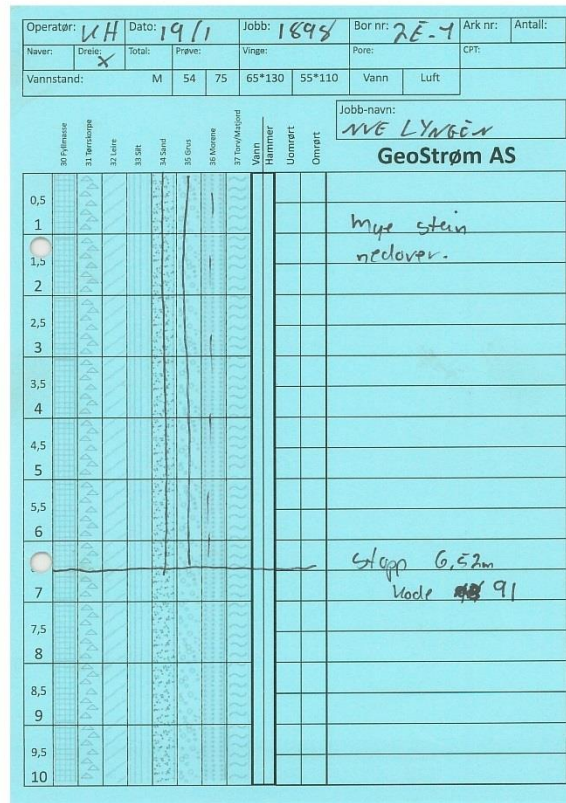 Operatør: VH Dato: 19/1 Jobb: 1898 Bor nr: 2E-1 Ark nr: Antall:
Naver: Dreie: X Total: Prøve: Vinge: Pore: CPT:
Vannstand: M 54 75 65*130 55*110 Vann Luft
Jobb-navn:
NVE LYNGEN
GeoStrøm AS
30 Fyllmasse 31 Tørrskorpe 32 Leire 33 Silt 34 Sand 35 Grus 36 Morene 37 Torv/Matjord Vann Hammer Uomrørt Omrørt
0,5
1
Mye stein
1,5
nedover.
2
2,5
3
3,5
4
4,5
5
5,5
6
Stopp 6,52m
7
Kode 91
7,5
8
8,5
9
9,5
10